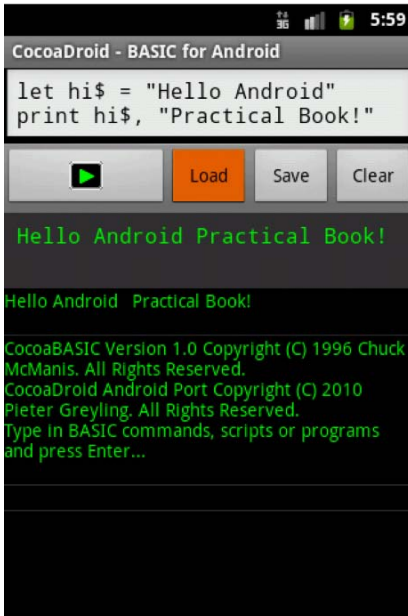 3G 5:59
CocoaDroid - BASIC for Android
let hi$ = "Hello Android"
print hi$, "Practical Book!"
Load Save Clear
Hello Android Practical Book!
Hello Android Practical Book!
CocoaBASIC Version 1.0 Copyright (C) 1996 Chuck
McManis. All Rights Reserved.
CocoaDroid Android Port Copyright (C) 2010
Pieter Greyling. All Rights Reserved.
Type in BASIC commands, scripts or programs
and press Enter...